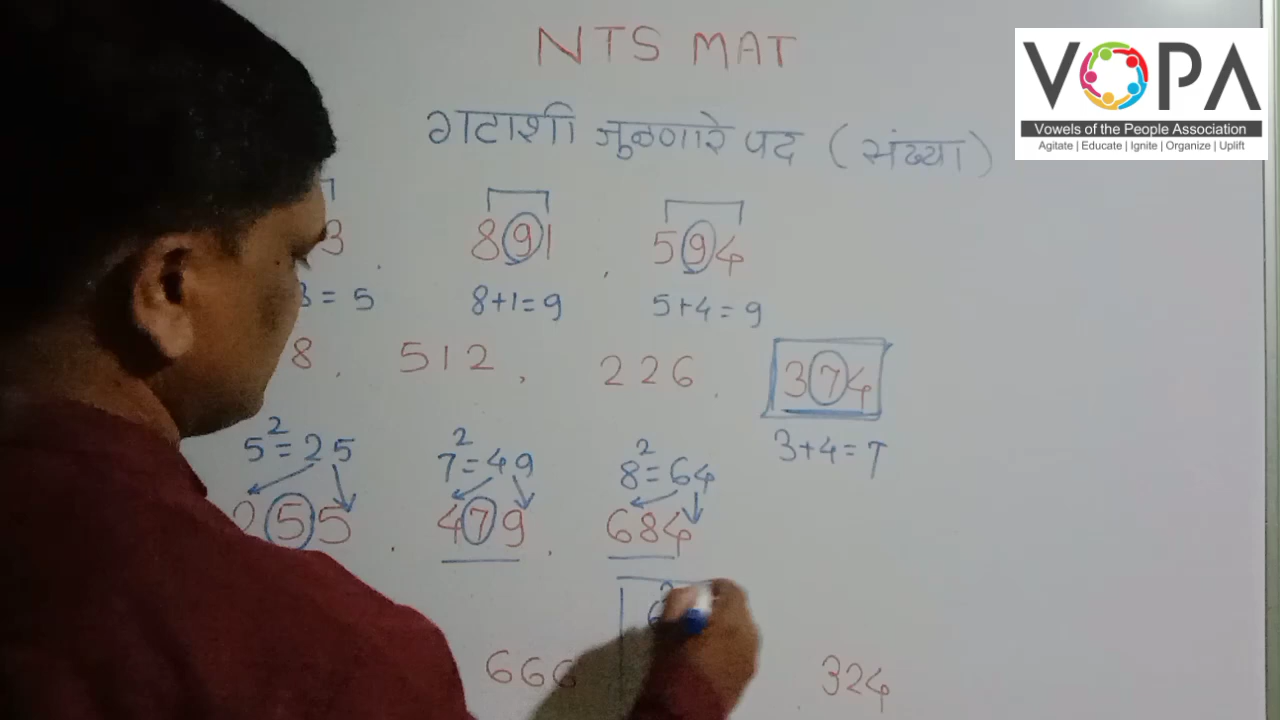 NTS MAT
VOPA
Vowels of the People Association
Agitate | Educate | Ignite | Organize | Uplift
गटाशी जुळणारे पद (संख्या)
3, 891, 594
3 = 5 8+1=9 5+4=9
8, 512, 226, 374
3+4=7
5²=25 7²=49 8²=64
255, 479, 684
666 324